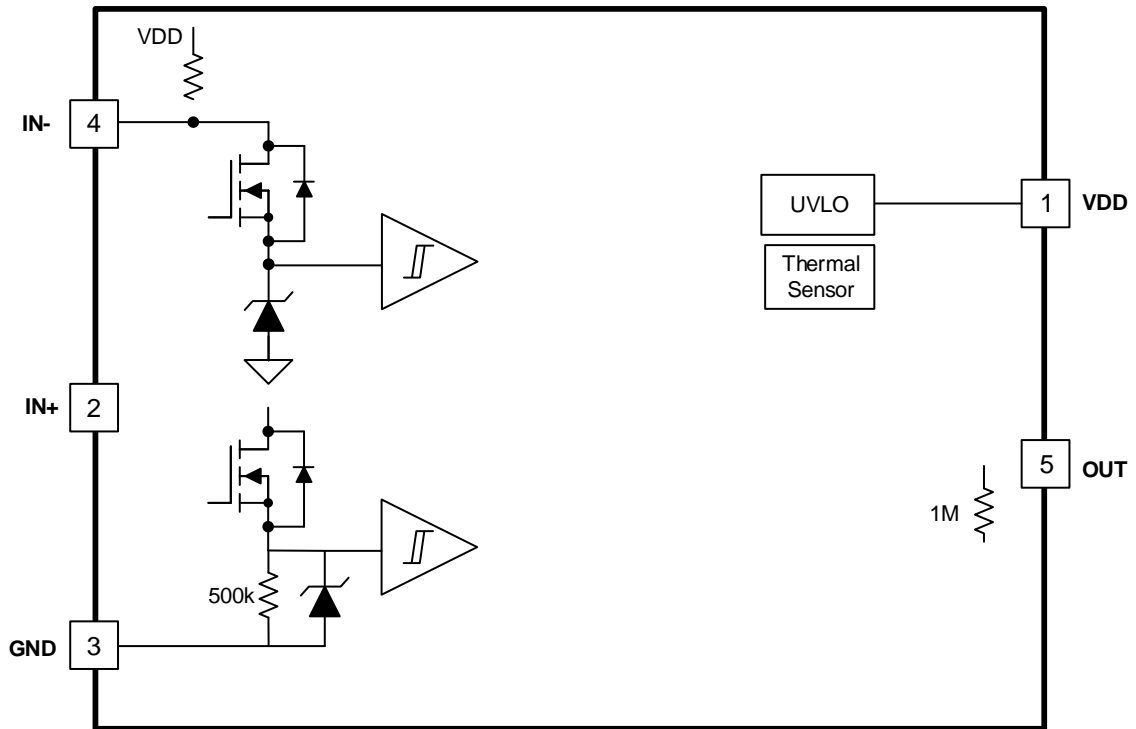 VDD
IN-
4
UVLO
1
VDD
Thermal
Sensor
IN+
2
5
OUT
1M
500k
GND
3